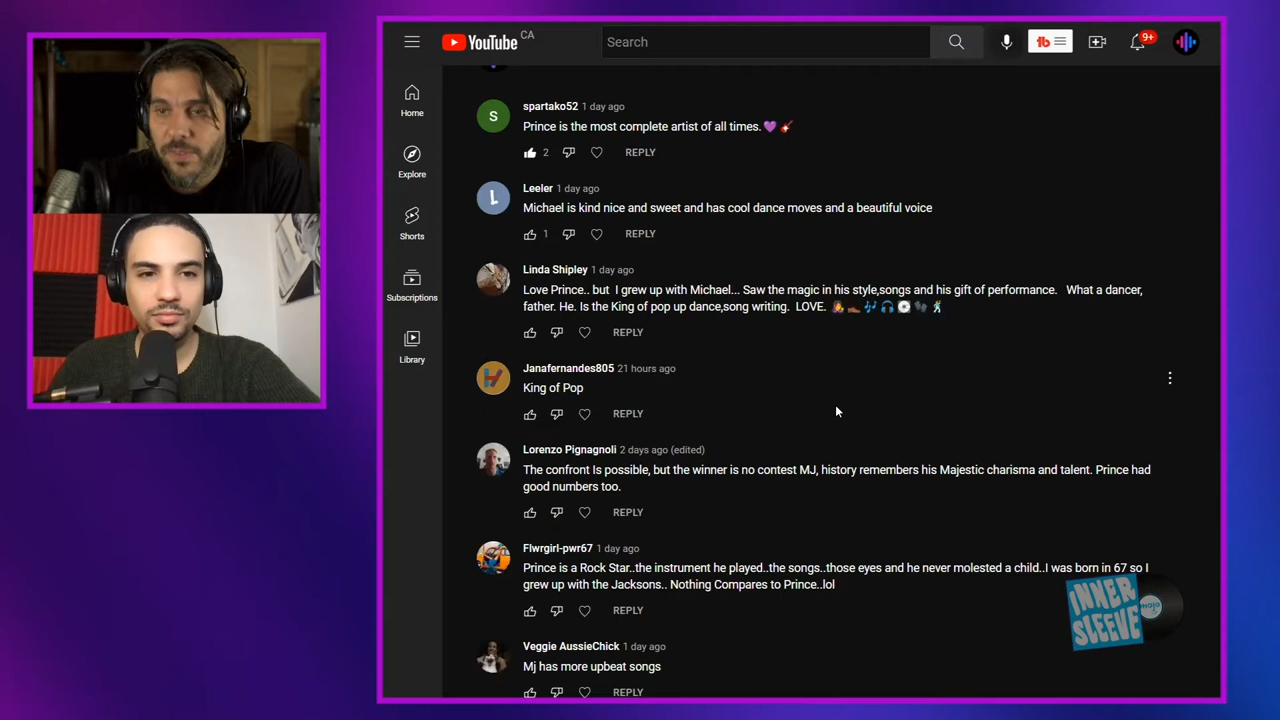 YouTube CA
Search
9+
Home
Explore
Shorts
Subscriptions
Library
S
spartako52 1 day ago
Prince is the most complete artist of all times.💜 🎸
2 REPLY
L
Leeler 1 day ago
Michael is kind nice and sweet and has cool dance moves and a beautiful voice
1 REPLY
Linda Shipley 1 day ago
Love Prince.. but I grew up with Michael... Saw the magic in his style,songs and his gift of performance. What a dancer,
father. He. Is the King of pop up dance,song writing. LOVE.
REPLY
Janafernandes805 21 hours ago
King of Pop
REPLY
Lorenzo Pignagnoli 2 days ago (edited)
The confront Is possible, but the winner is no contest MJ, history remembers his Majestic charisma and talent. Prince had
good numbers too.
REPLY
Flwrgirl-pwr67 1 day ago
Prince is a Rock Star..the instrument he played..the songs..those eyes and he never molested a child..I was born in 67 so I
grew up with the Jacksons.. Nothing Compares to Prince..lol
REPLY
INNER
SLEEVE
mojo
Veggie AussieChick 1 day ago
Mj has more upbeat songs
REPLY